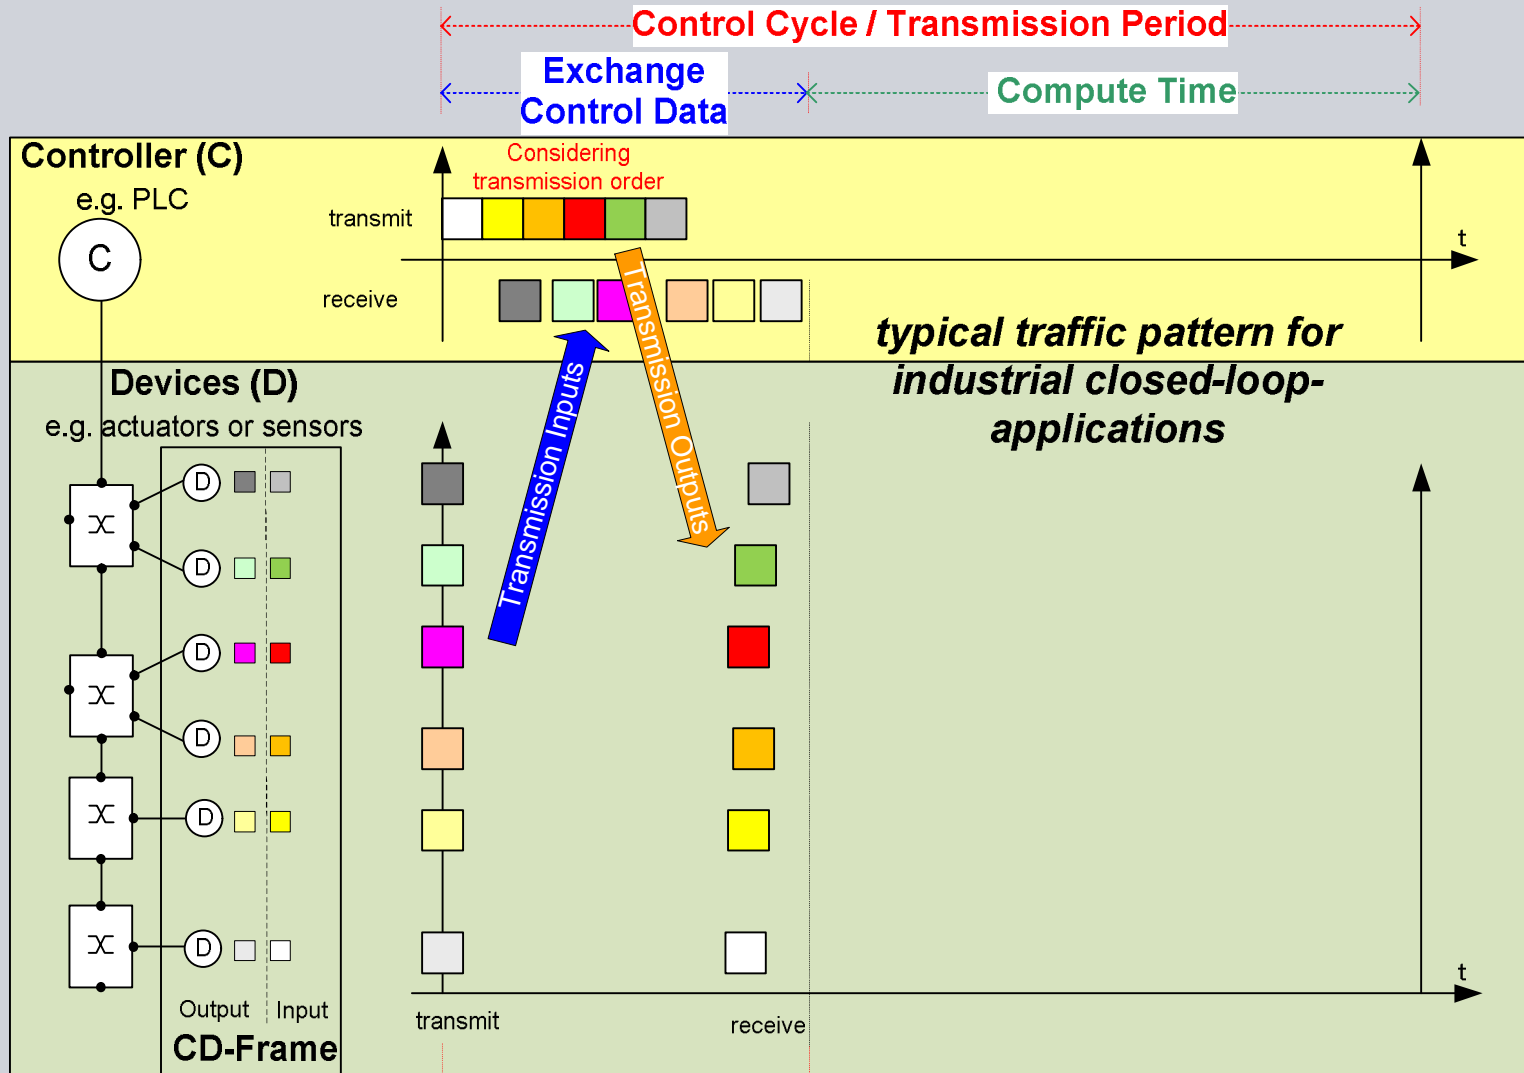 Control Cycle / Transmission Period
Exchange
Control Data
Compute Time
Controller (C)
e.g. PLC
C
Considering
transmission order
transmit
t
receive
Transmission Inputs
Transmission Outputs
typical traffic pattern for
industrial closed-loop-
applications
Devices (D)
e.g. actuators or sensors
D
D
D
D
D
D
Output
Input
CD-Frame
transmit
receive
t